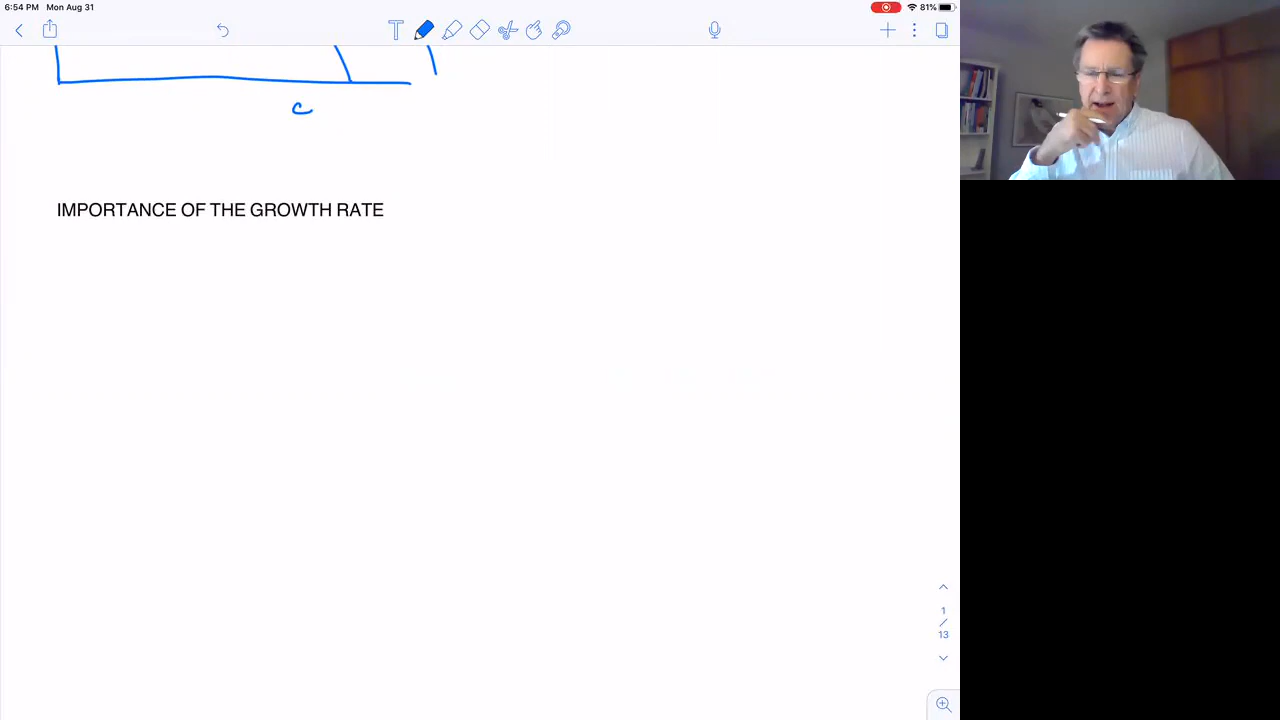 6:54 PM Mon Aug 31
81%
T
c
IMPORTANCE OF THE GROWTH RATE
1
/
13